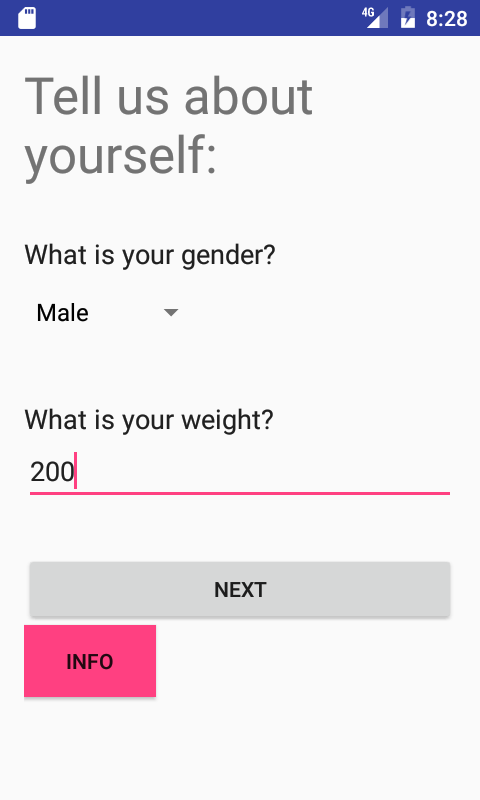 4G 8:28
Tell us about
yourself:
What is your gender?
Male
What is your weight?
200
NEXT
INFO